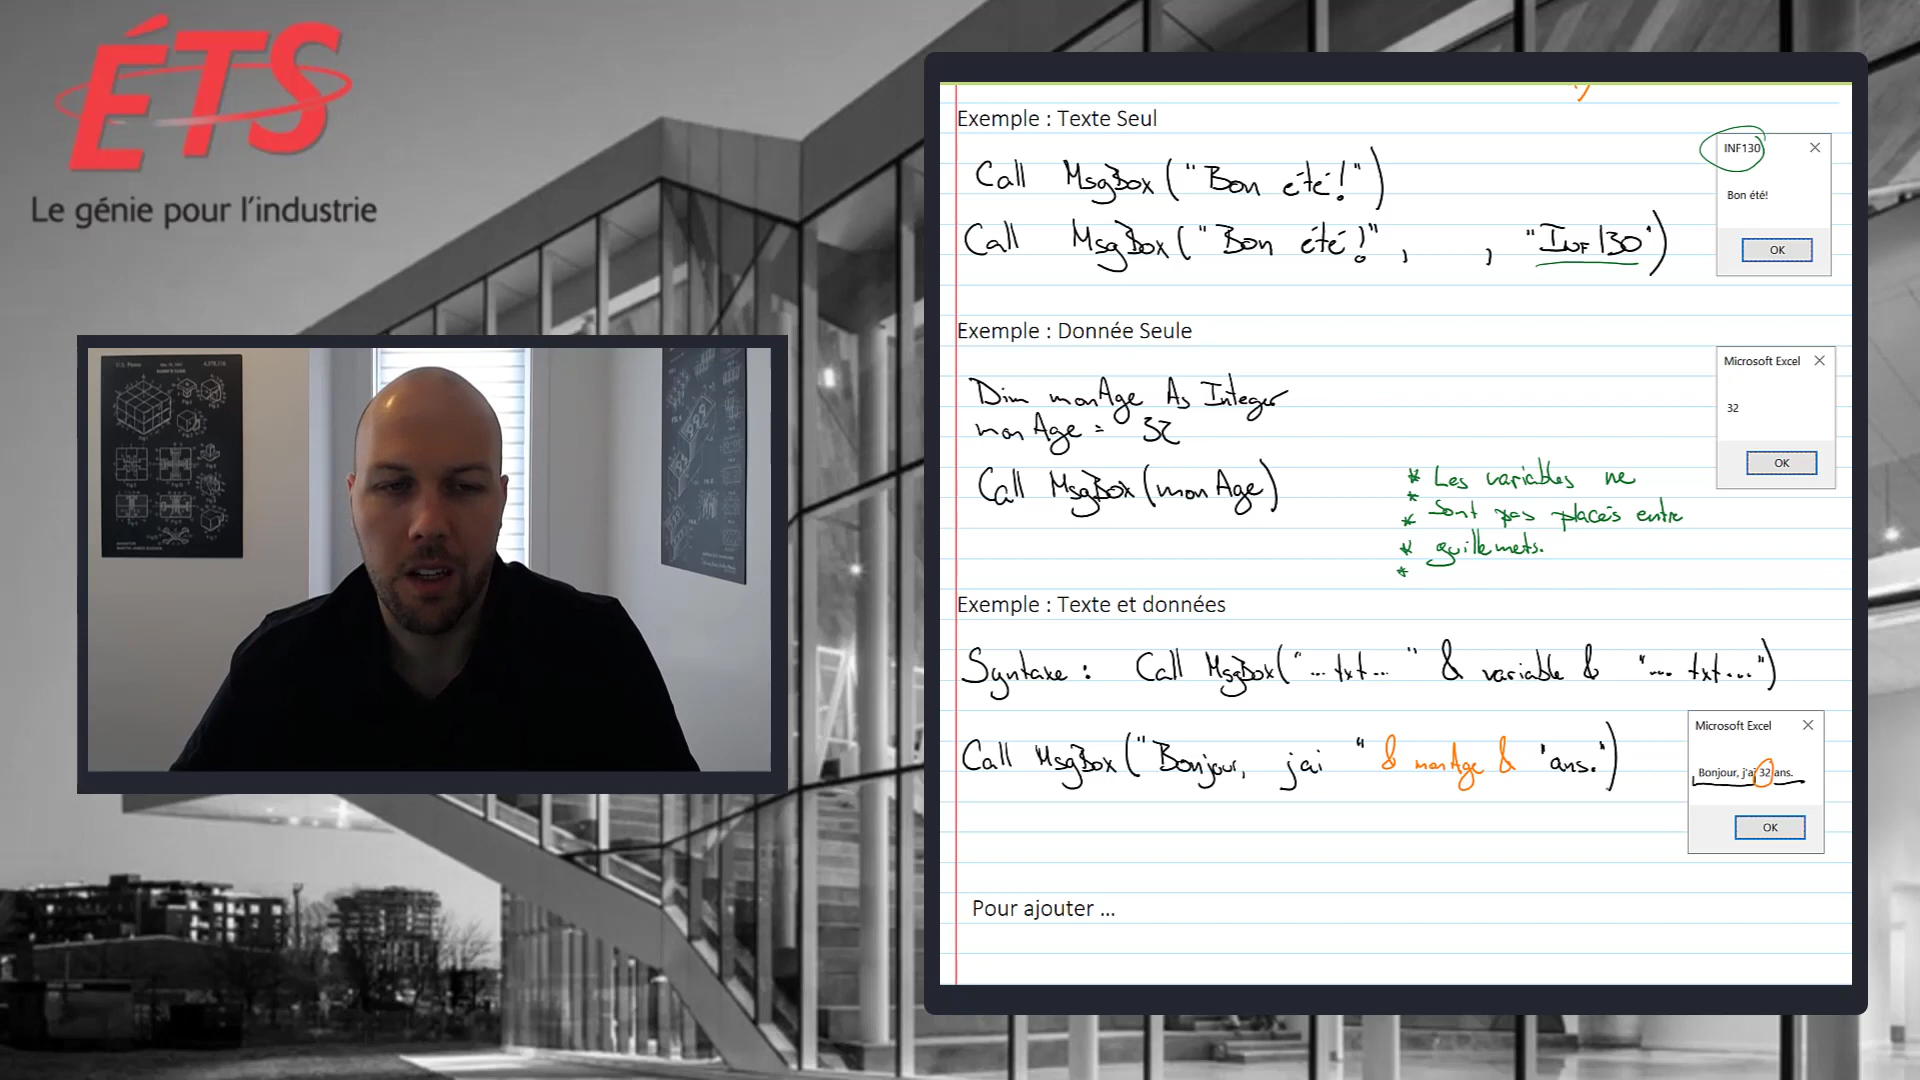 ÉTS
Le génie pour l'industrie
Exemple : Texte Seul
Call MsgBox ("Bon été!")
Call MsgBox ("Bon été!" , , "INF130")
INF130
Bon été!
OK
Exemple : Donnée Seule
Dim monAge As Integer
monAge = 32
Call MsgBox (monAge)
Microsoft Excel
32
OK
* Les variables ne
* sont pas placés entre
* guillemets.
Exemple : Texte et données
Syntaxe : Call MsgBox("... txt... " & variable & "... txt...")
Call MsgBox ("Bonjour, j'ai " & monAge & "ans.")
Microsoft Excel
Bonjour, j'ai 32 ans.
OK
Pour ajouter ...